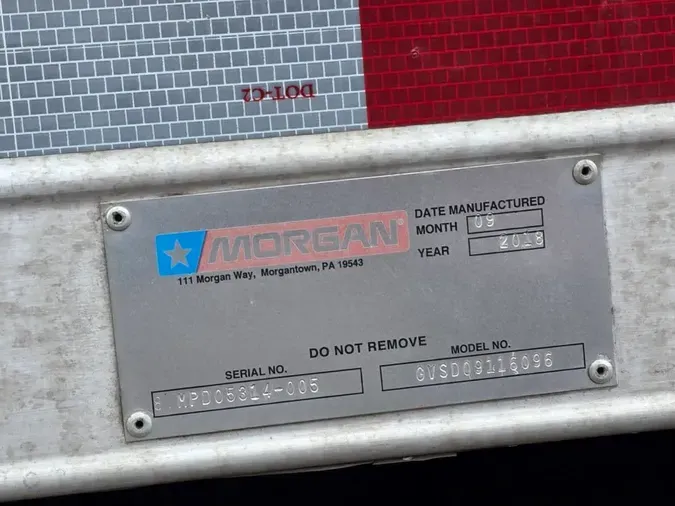 DOT-C2
MORGAN®
111 Morgan Way, Morgantown, PA 19543
DATE MANUFACTURED
MONTH 09
YEAR 2018
DO NOT REMOVE
SERIAL NO.
MPD05314-005
MODEL NO.
GVSD09116096